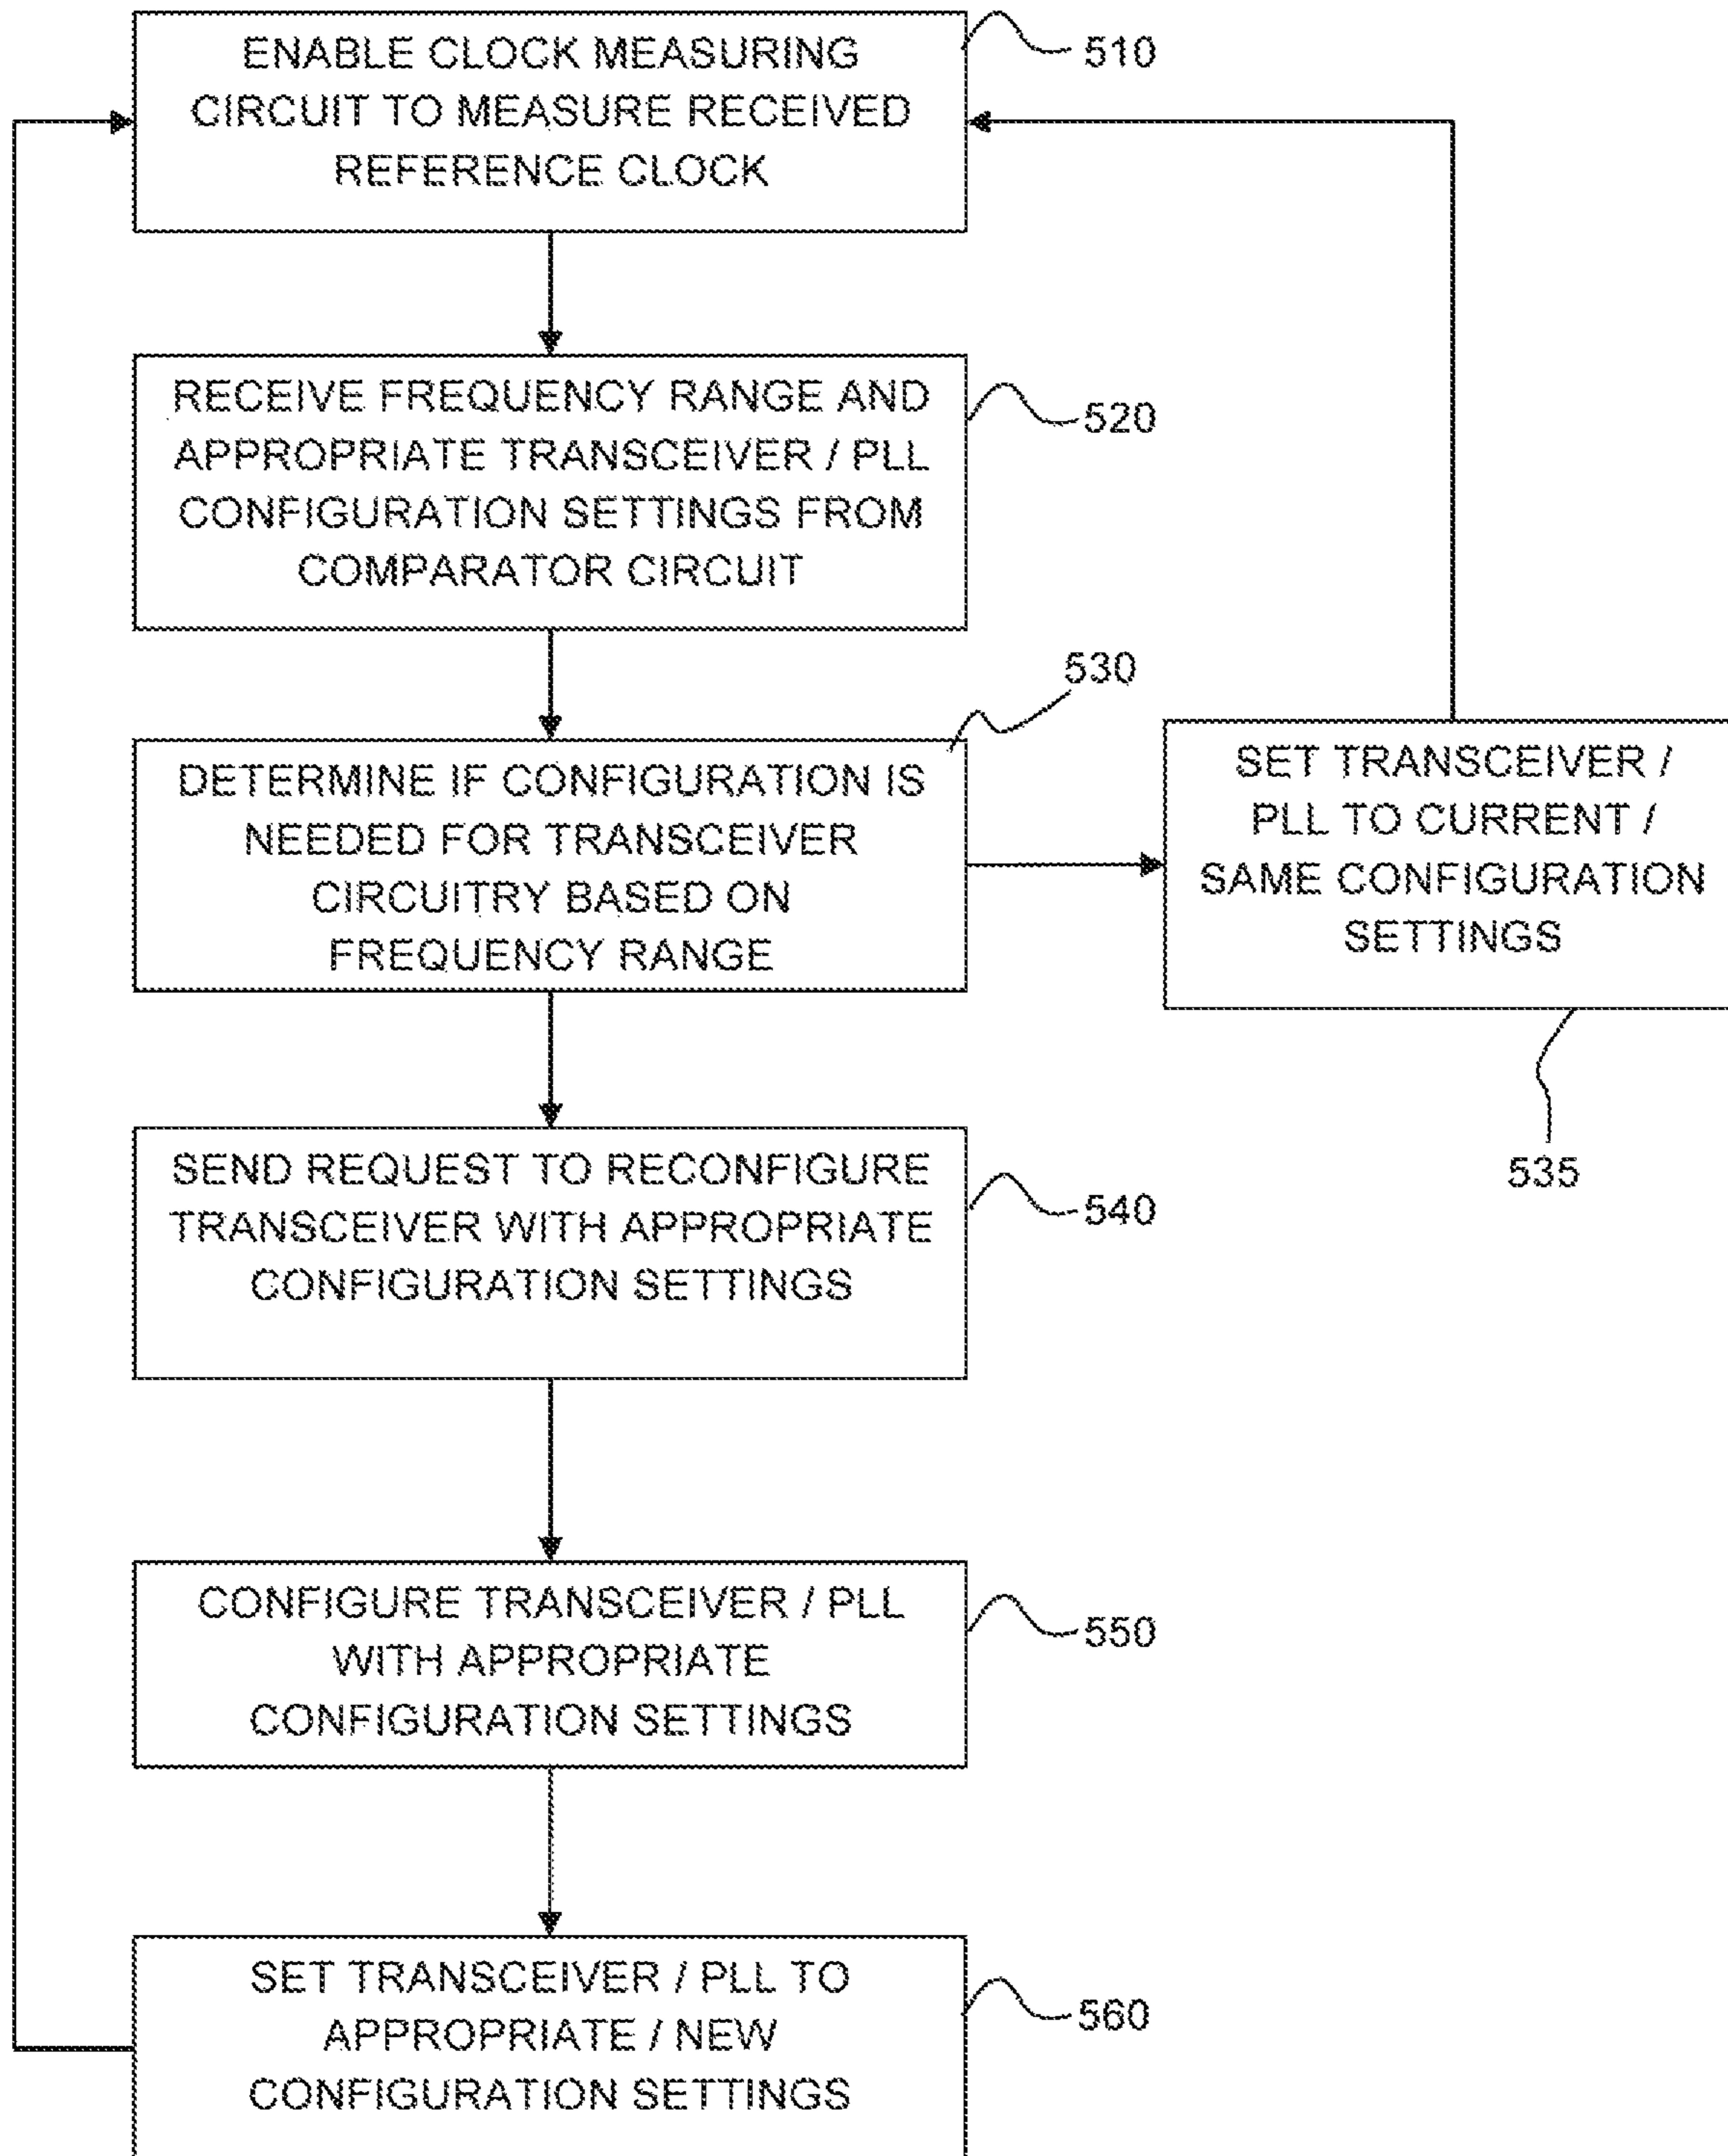 ENABLE CLOCK MEASURING
CIRCUIT TO MEASURE RECEIVED
REFERENCE CLOCK
510
RECEIVE FREQUENCY RANGE AND
APPROPRIATE TRANSCEIVER / PLL
CONFIGURATION SETTINGS FROM
COMPARATOR CIRCUIT
520
530
DETERMINE IF CONFIGURATION IS
NEEDED FOR TRANSCEIVER
CIRCUITRY BASED ON
FREQUENCY RANGE
SET TRANSCEIVER /
PLL TO CURRENT /
SAME CONFIGURATION
SETTINGS
535
SEND REQUEST TO RECONFIGURE
TRANSCEIVER WITH APPROPRIATE
CONFIGURATION SETTINGS
540
CONFIGURE TRANSCEIVER / PLL
WITH APPROPRIATE
CONFIGURATION SETTINGS
550
SET TRANSCEIVER / PLL TO
APPROPRIATE / NEW
CONFIGURATION SETTINGS
560